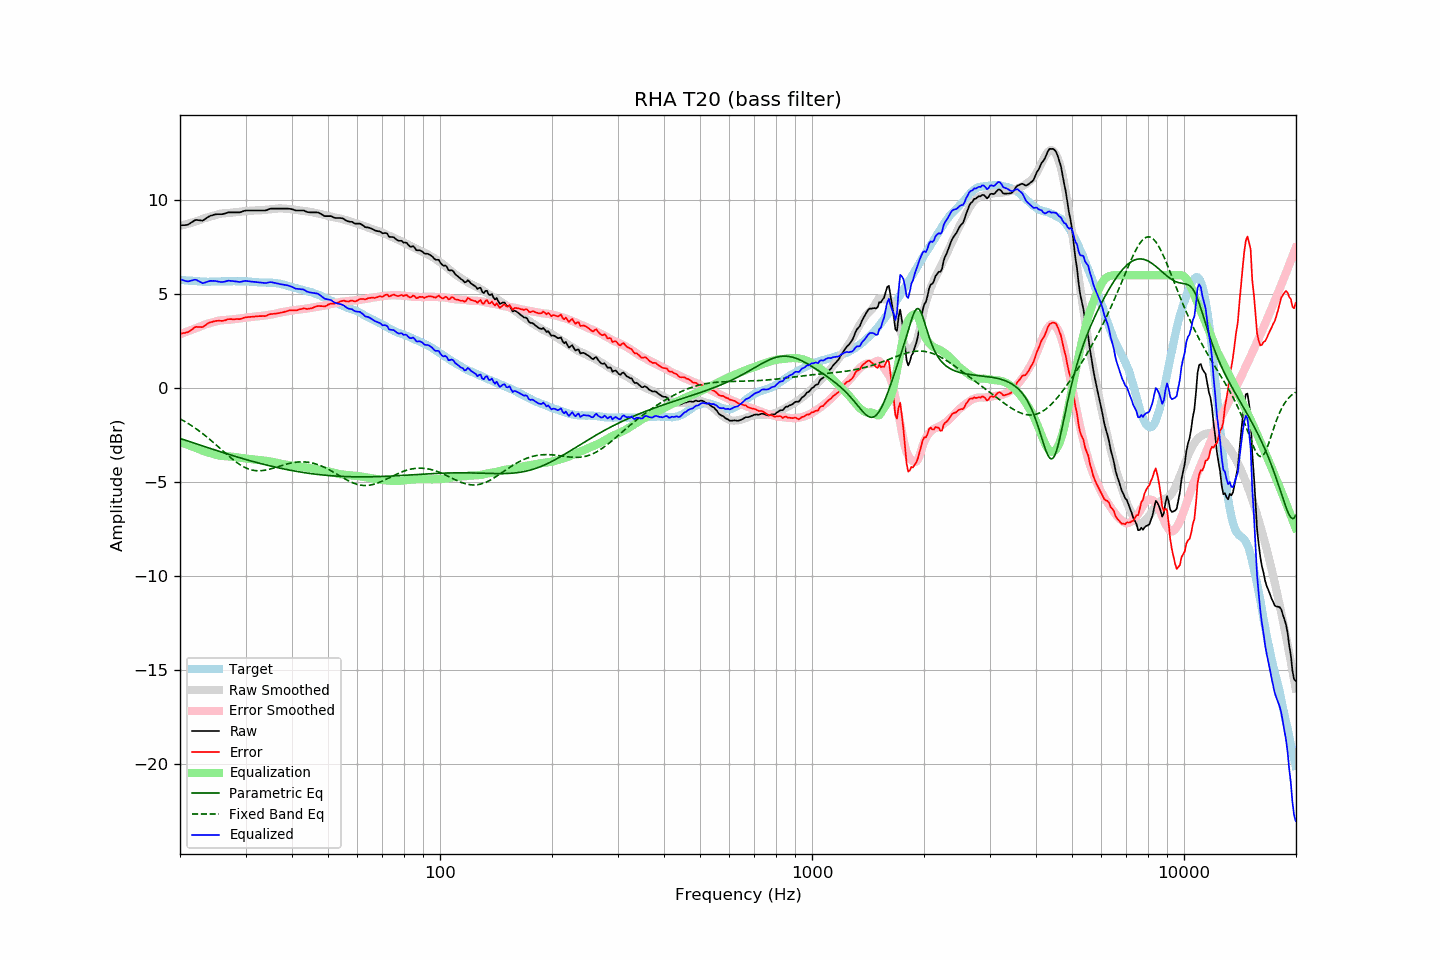 RHA T20 (bass filter)
10
5
0
−5
−10
−15
−20
Amplitude (dBr)
Target
Raw Smoothed
Error Smoothed
Raw
Error
Equalization
Parametric Eq
Fixed Band Eq
Equalized
100
1000
10000
Frequency (Hz)